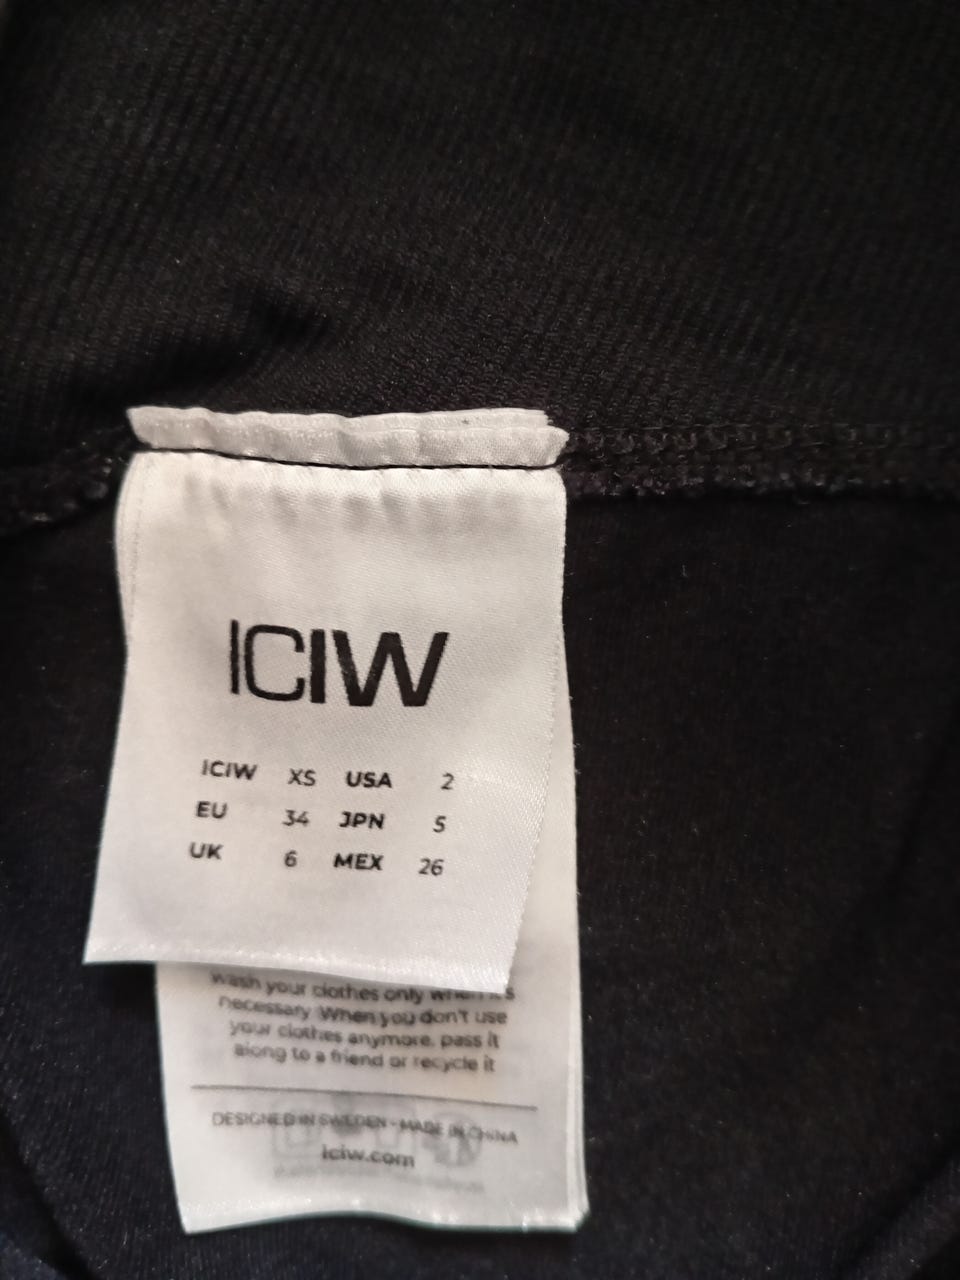 ICIW
ICIW XS USA 2
EU 34 JPN 5
UK 6 MEX 26
wash your clothes only when it's
necessary. When you don't use
your clothes anymore, pass it
along to a friend or recycle it
DESIGNED IN SWEDEN - MADE IN CHINA
iciw.com